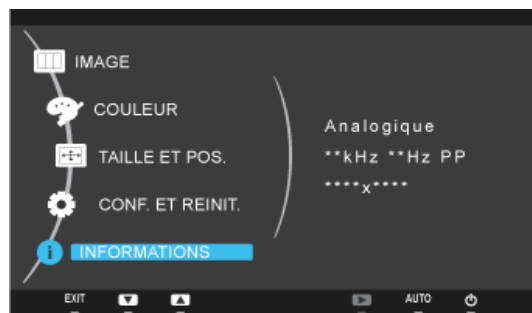 IMAGE
COULEUR
TAILLE ET POS.
CONF. ET REINIT.
INFORMATIONS
Analogique
**kHz **Hz PP
****x****
EXIT AUTO